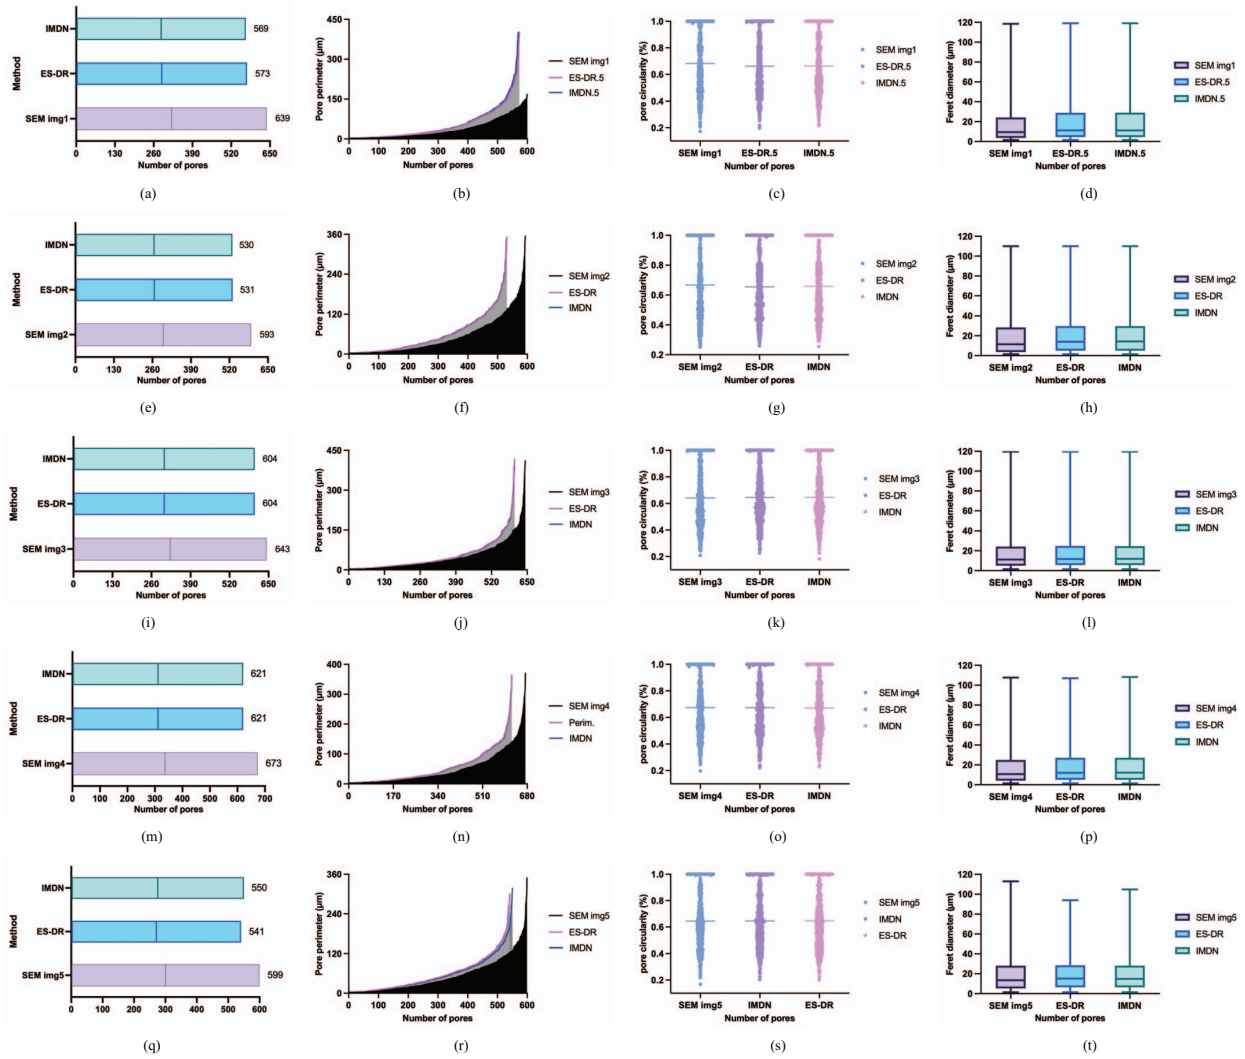 IMDN 569
ES-DR 573
SEM img1 639
Method
0 130 260 390 520 650
Number of pores
(a)
450
300
150
0
Pore perimeter (µm)
0 100 200 300 400 500 600
Number of pores
SEM img1
ES-DR.5
IMDN.5
(b)
1.0
0.8
0.6
0.4
0.2
pore circularity (%)
SEM img1 ES-DR.5 IMDN.5
Number of pores
SEM img1
ES-DR.5
IMDN.5
(c)
120
100
80
60
40
20
0
Feret diameter (µm)
SEM img1 ES-DR.5 IMDN.5
Number of pores
SEM img1
ES-DR.5
IMDN.5
(d)
IMDN 530
ES-DR 531
SEM img2 593
Method
0 130 260 390 520 650
Number of pores
(e)
360
240
120
0
Pore perimeter (µm)
0 100 200 300 400 500 600
Number of pores
SEM img2
ES-DR
IMDN
(f)
1.0
0.8
0.6
0.4
0.2
pore circularity (%)
SEM img2 ES-DR IMDN
Number of pores
SEM img2
ES-DR
IMDN
(g)
120
100
80
60
40
20
0
Feret diameter (µm)
SEM img2 ES-DR IMDN
Number of pores
SEM img2
ES-DR
IMDN
(h)
IMDN 604
ES-DR 604
SEM img3 643
Method
0 130 260 390 520 650
Number of pores
(i)
450
300
150
0
Pore perimeter (µm)
0 130 260 390 520 650
Number of pores
SEM img3
ES-DR
IMDN
(j)
1.0
0.8
0.6
0.4
0.2
pore circularity (%)
SEM img3 ES-DR IMDN
Number of pores
SEM img3
ES-DR
IMDN
(k)
120
100
80
60
40
20
0
Feret diameter (µm)
SEM img3 ES-DR IMDN
Number of pores
SEM img3
ES-DR
IMDN
(l)
IMDN 621
ES-DR 621
SEM img4 673
Method
0 100 200 300 400 500 600 700
Number of pores
(m)
400
300
200
100
0
Pore perimeter (µm)
0 170 340 510 680
Number of pores
SEM img4
Perim.
IMDN
(n)
1.0
0.8
0.6
0.4
0.2
pore circularity (%)
SEM img4 ES-DR IMDN
Number of pores
SEM img4
ES-DR
IMDN
(o)
120
100
80
60
40
20
0
Feret diameter (µm)
SEM img4 ES-DR IMDN
Number of pores
SEM img4
ES-DR
IMDN
(p)
IMDN 550
ES-DR 541
SEM img5 599
Method
0 100 200 300 400 500 600
Number of pores
(q)
360
240
120
0
Pore perimeter (µm)
0 100 200 300 400 500 600
Number of pores
SEM img5
ES-DR
IMDN
(r)
1.0
0.8
0.6
0.4
0.2
pore circularity (%)
SEM img5 IMDN ES-DR
Number of pores
SEM img5
IMDN
ES-DR
(s)
120
100
80
60
40
20
0
Feret diameter (µm)
SEM img5 ES-DR IMDN
Number of pores
SEM img5
ES-DR
IMDN
(t)